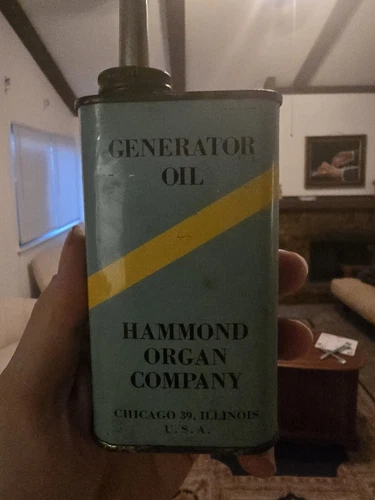 GENERATOR
OIL
HAMMOND
ORGAN
COMPANY
CHICAGO 39, ILLINOIS
U.S.A.